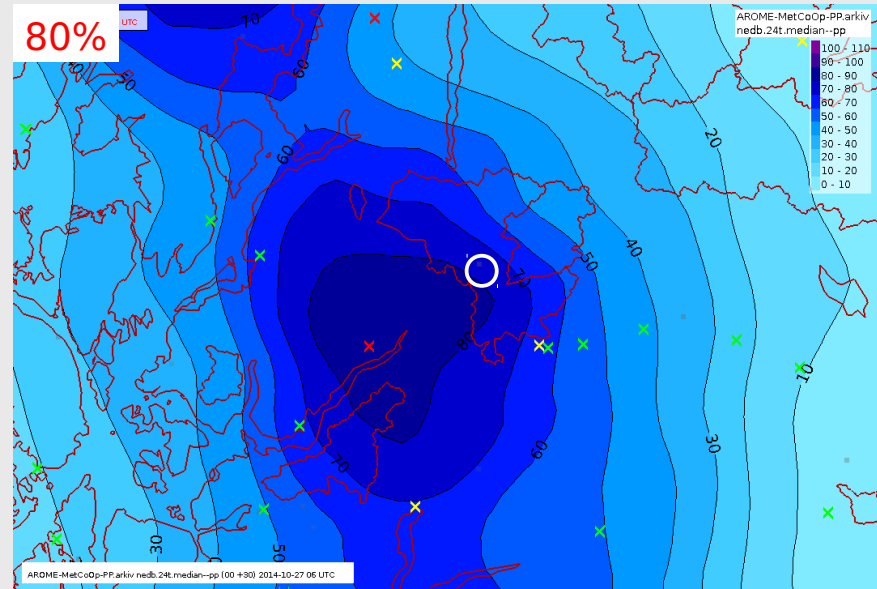 80%
UTC
AROME-MetCoOp-PP.arkiv
nedb.24t.median--pp
100 - 110
90 - 100
80 - 90
70 - 80
60 - 70
50 - 60
40 - 50
30 - 40
20 - 30
10 - 20
0 - 10
70
60
50
60
20
40
50
70
80
10
30
60
70
30
50
AROME-MetCoOp-PP.arkiv nedb.24t.median--pp (00 +30) 2014-10-27 06 UTC